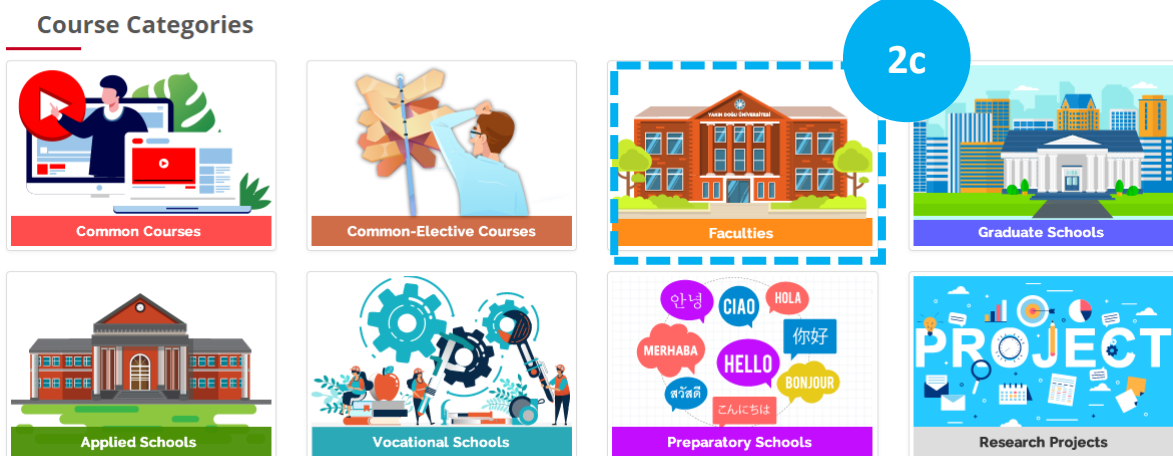 Course Categories
2c
YAKIN DOĞU ÜNİVERSİTESİ
Common Courses
Common-Elective Courses
Faculties
Graduate Schools
안녕
CIAO
HOLA
你好
MERHABA
HELLO
BONJOUR
สวัสดี
こんにちは
PROJECT
Applied Schools
Vocational Schools
Preparatory Schools
Research Projects